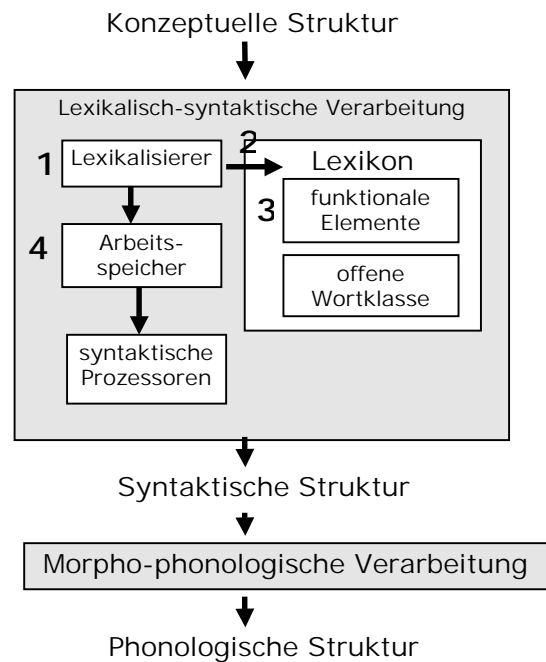 Konzeptuelle Struktur
Lexikalisch-syntaktische Verarbeitung
1 Lexikalisierer
2
Lexikon
3 funktionale
Elemente
4 Arbeits-
speicher
offene
Wortklasse
syntaktische
Prozessoren
Syntaktische Struktur
Morpho-phonologische Verarbeitung
Phonologische Struktur